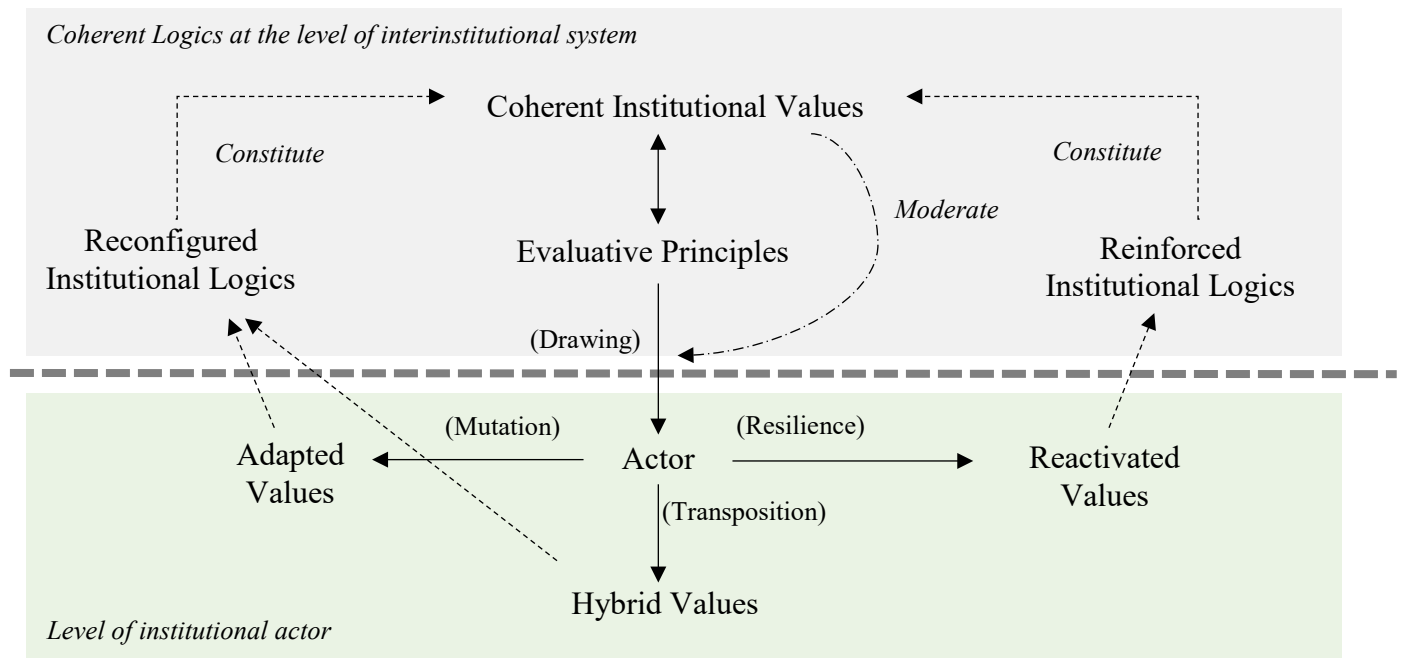 Coherent Logics at the level of interinstitutional system
Coherent Institutional Values
Constitute
Constitute
Moderate
Reconfigured
Institutional Logics
Evaluative Principles
Reinforced
Institutional Logics
(Drawing)
(Mutation)
(Resilience)
Adapted
Values
Actor
Reactivated
Values
(Transposition)
Hybrid Values
Level of institutional actor